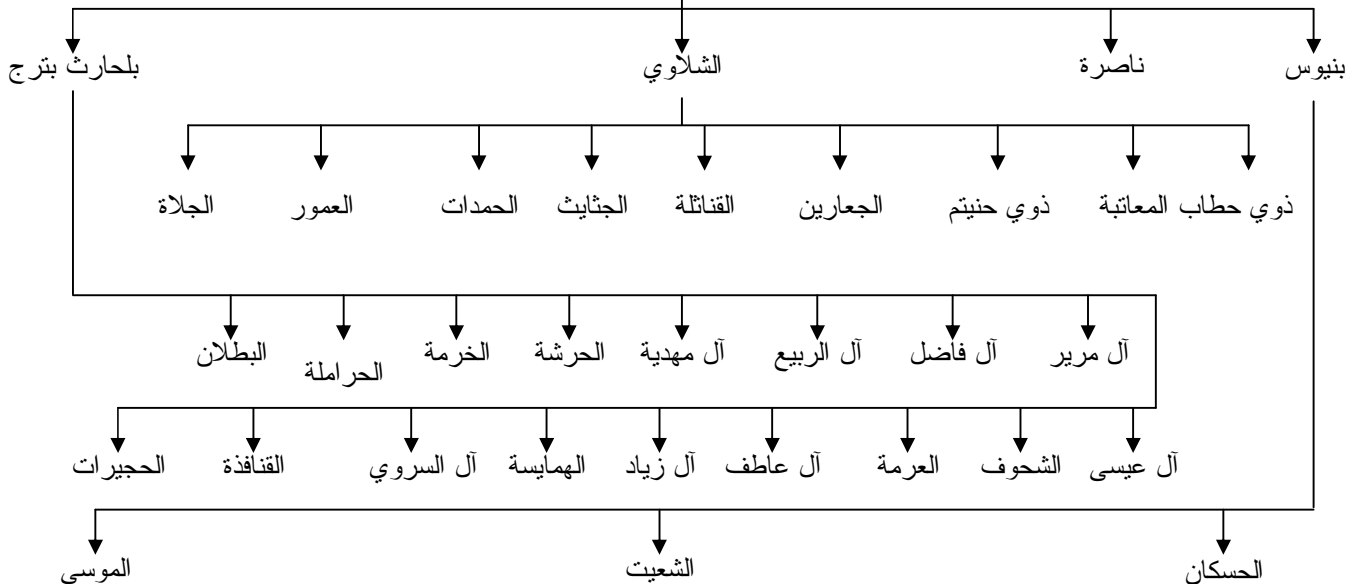 بنيوس ناصرة الشلاوي بلحارث بترج
ذوي حطاب المعاتبة ذوي حنيتم الجعارين القناثلة الجثايث الحمدات العمور الجلاة
آل مرير آل فاضل آل الربيع آل مهدية الحرشة الخرمة الحراملة البطلان
آل عيسى الشحوف العرمة آل عاطف آل زياد الهمايسة آل السروي القنافذة الحجيرات
الحسكان الشعيت الموسى